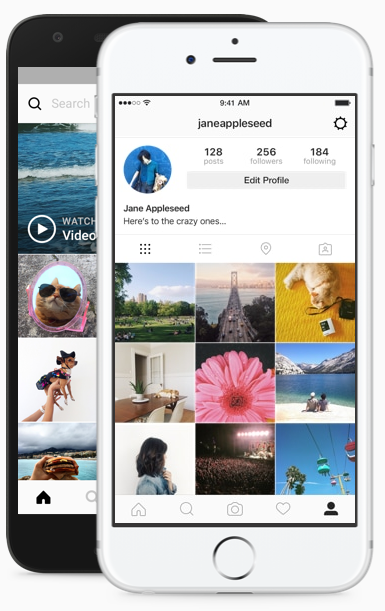 Search
WATCH
Video
9:41 AM
janeappleseed
128
posts
256
followers
184
following
Edit Profile
Jane Appleseed
Here's to the crazy ones...